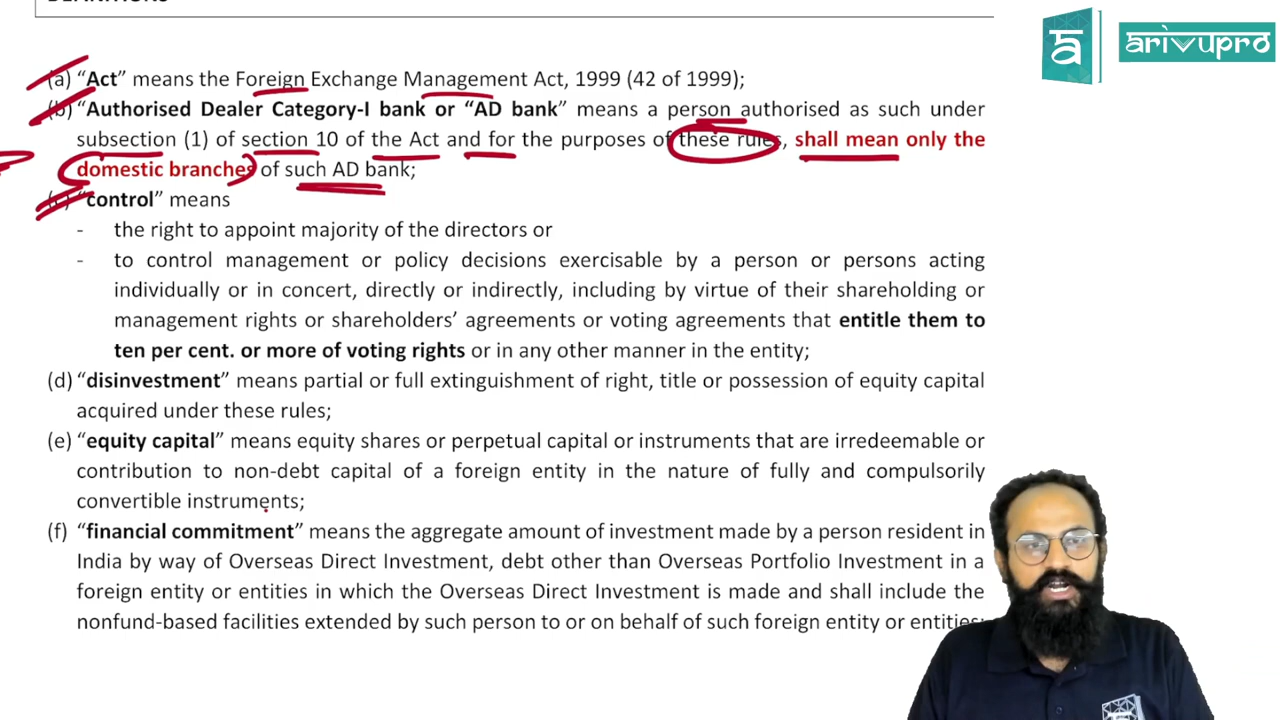 (a) “Act” means the Foreign Exchange Management Act, 1999 (42 of 1999);
(b) “Authorised Dealer Category-I bank or “AD bank” means a person authorised as such under
subsection (1) of section 10 of the Act and for the purposes of these rules, shall mean only the
domestic branches of such AD bank;
(c) “control” means
- the right to appoint majority of the directors or
- to control management or policy decisions exercisable by a person or persons acting
individually or in concert, directly or indirectly, including by virtue of their shareholding or
management rights or shareholders’ agreements or voting agreements that entitle them to
ten per cent. or more of voting rights or in any other manner in the entity;
(d) “disinvestment” means partial or full extinguishment of right, title or possession of equity capital
acquired under these rules;
(e) “equity capital” means equity shares or perpetual capital or instruments that are irredeemable or
contribution to non-debt capital of a foreign entity in the nature of fully and compulsorily
convertible instruments;
(f) “financial commitment” means the aggregate amount of investment made by a person resident in
India by way of Overseas Direct Investment, debt other than Overseas Portfolio Investment in a
foreign entity or entities in which the Overseas Direct Investment is made and shall include the
nonfund-based facilities extended by such person to or on behalf of such foreign entity or entities;
arivupro